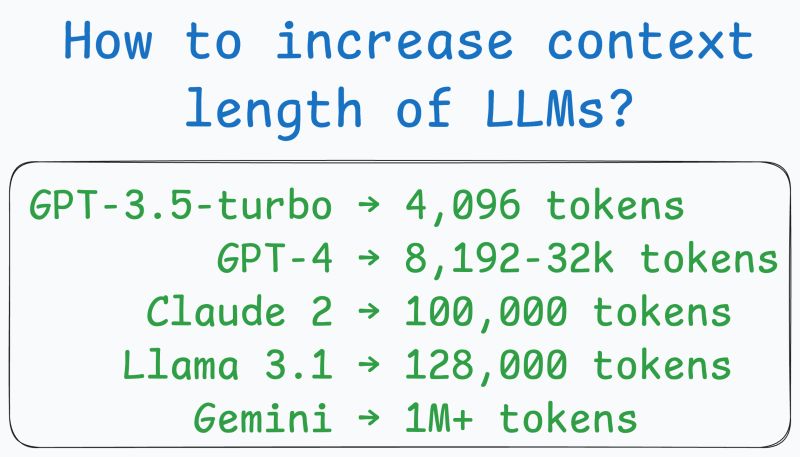 How to increase context
length of LLMs?
GPT-3.5-turbo → 4,096 tokens
GPT-4 → 8,192-32k tokens
Claude 2 → 100,000 tokens
Llama 3.1 → 128,000 tokens
Gemini → 1M+ tokens